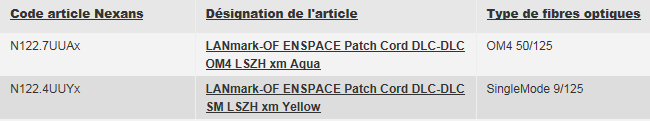 Code article Nexans Désignation de l'article Type de fibres optiques
N122.7UUAx LANmark-OF ENSPACE Patch Cord DLC-DLC OM4 50/125
OM4 LSZH xm Aqua
N122.4UUYx LANmark-OF ENSPACE Patch Cord DLC-DLC SingleMode 9/125
SM LSZH xm Yellow